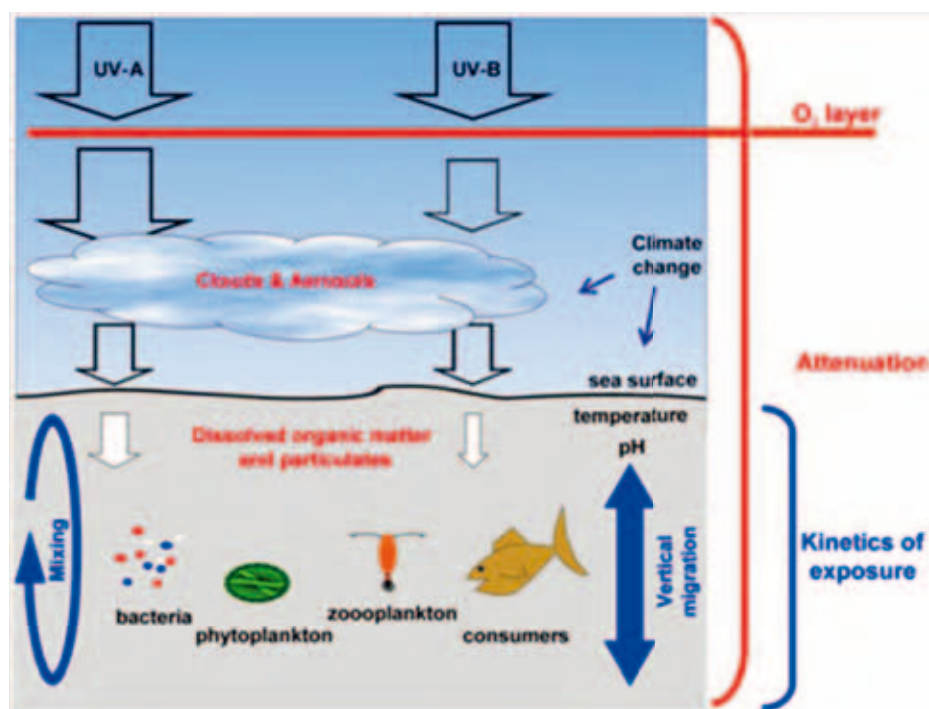 UV-A
UV-B
O₃ layer
Clouds & Aerosols
Climate
change
Attenuation
sea surface
temperature
pH
Dissolved organic matter
and particulates
Mixing
bacteria
phytoplankton
zoooplankton
consumers
Vertical
migration
Kinetics of
exposure